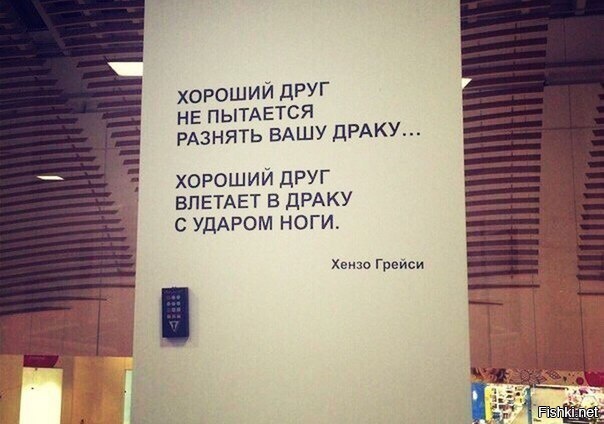 ХОРОШИЙ ДРУГ
НЕ ПЫТАЕТСЯ
РАЗНЯТЬ ВАШУ ДРАКУ...
ХОРОШИЙ ДРУГ
ВЛЕТАЕТ В ДРАКУ
С УДАРОМ НОГИ.
Хензо Грейси
Fishki.net